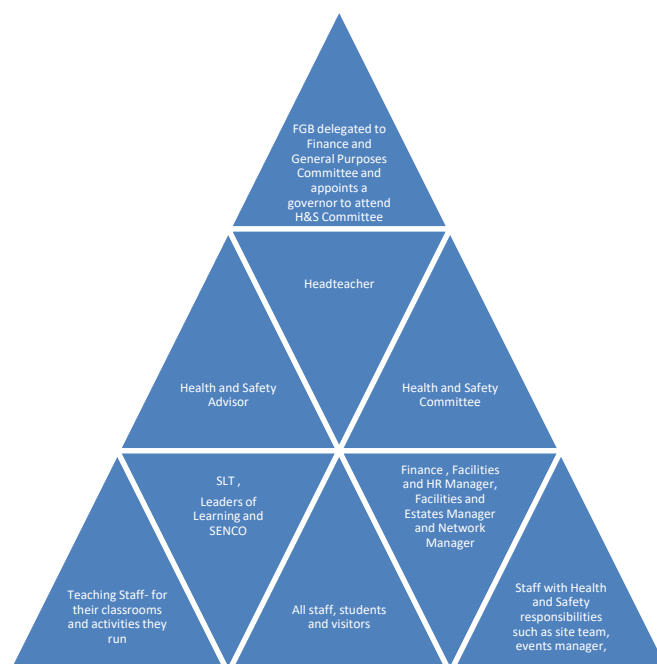 FGB delegated to
Finance and
General Purposes
Committee and
appoints a
governor to attend
H&S Committee
Headteacher
Health and Safety
Advisor
Health and Safety
Committee
SLT ,
Leaders of
Learning and
SENCO
Finance , Facilities
and HR Manager,
Facilities and
Estates Manager
and Network
Manager
Teaching Staff- for
their classrooms
and activities they
run
All staff, students
and visitors
Staff with Health
and Safety
responsibilities
such as site team,
events manager,